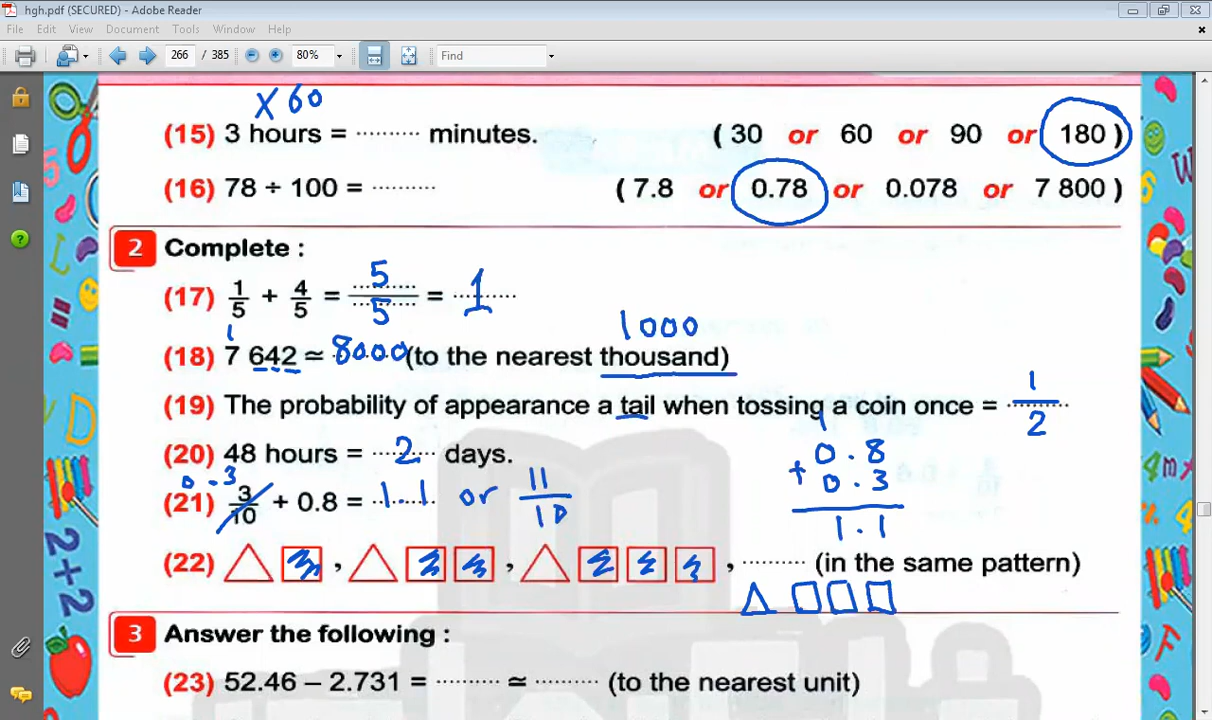 hgh.pdf (SECURED) - Adobe Reader
File Edit View Document Tools Window Help
266 / 385 80% Find
X 60
(15) 3 hours = ......... minutes. ( 30 or 60 or 90 or 180 )
(16) 78 ÷ 100 = ......... ( 7.8 or 0.78 or 0.078 or 7 800 )
2 Complete :
(17) 1/5 + 4/5 = 5/5 = 1
1 1000
(18) 7 642 ≃ 8000 (to the nearest thousand)
(19) The probability of appearance a tail when tossing a coin once = 1/2
(20) 48 hours = 2 days.
0.3
(21) 3/10 + 0.8 = 1.1 or 11/10
1
0.8
+ 0.3
1.1
(22) , , , ......... (in the same pattern)
3 Answer the following :
(23) 52.46 – 2.731 = ......... ≃ ......... (to the nearest unit)